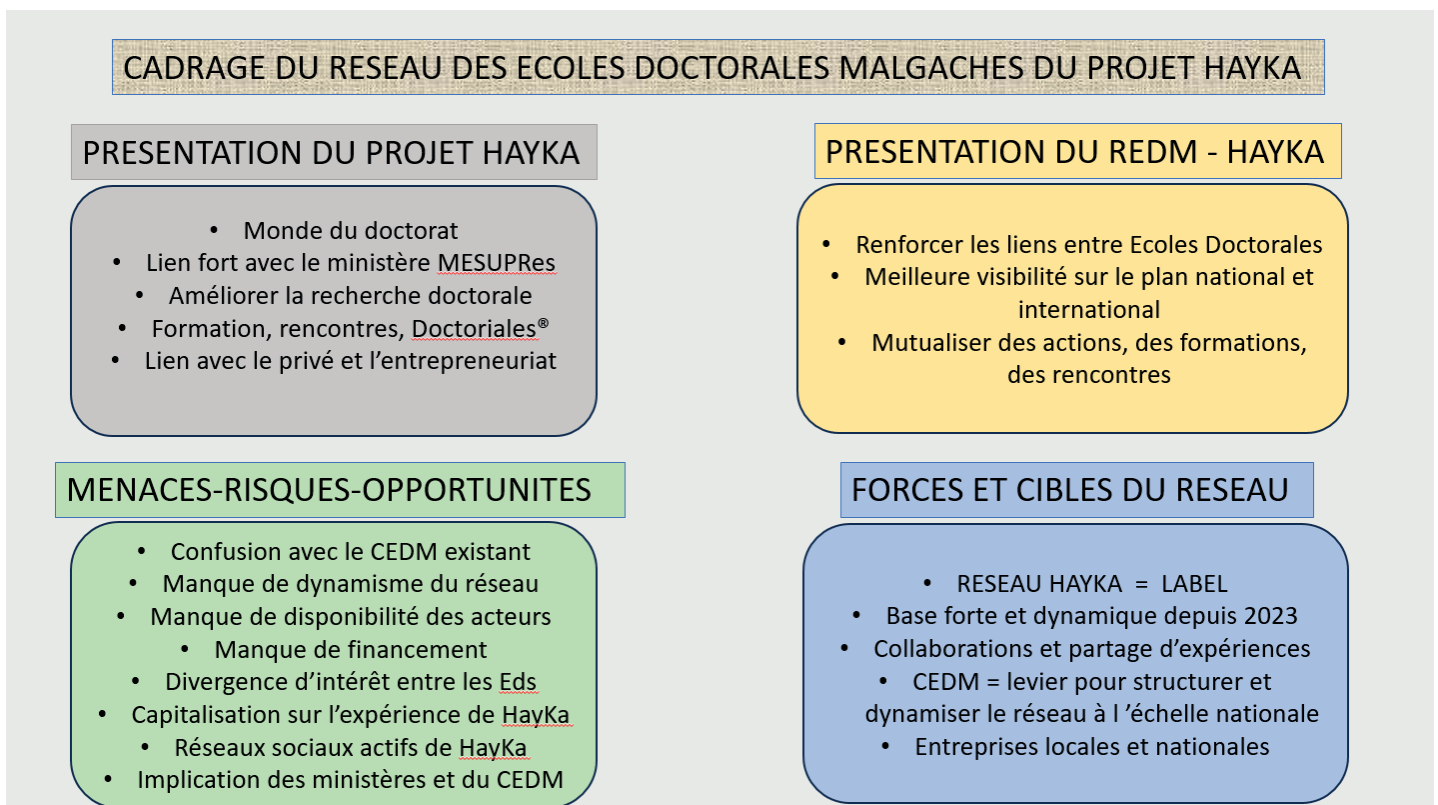 CADRAGE DU RESEAU DES ECOLES DOCTORALES MALGACHES DU PROJET HAYKA
PRESENTATION DU PROJET HAYKA
• Monde du doctorat
• Lien fort avec le ministère MESUPRes
• Améliorer la recherche doctorale
• Formation, rencontres, Doctoriales®
• Lien avec le privé et l’entrepreneuriat
PRESENTATION DU REDM - HAYKA
• Renforcer les liens entre Ecoles Doctorales
• Meilleure visibilité sur le plan national et
international
• Mutualiser des actions, des formations,
des rencontres
MENACES-RISQUES-OPPORTUNITES
• Confusion avec le CEDM existant
• Manque de dynamisme du réseau
• Manque de disponibilité des acteurs
• Manque de financement
• Divergence d’intérêt entre les Eds
• Capitalisation sur l’expérience de HayKa
• Réseaux sociaux actifs de HayKa
• Implication des ministères et du CEDM
FORCES ET CIBLES DU RESEAU
• RESEAU HAYKA = LABEL
• Base forte et dynamique depuis 2023
• Collaborations et partage d’expériences
• CEDM = levier pour structurer et
dynamiser le réseau à l ’échelle nationale
• Entreprises locales et nationales